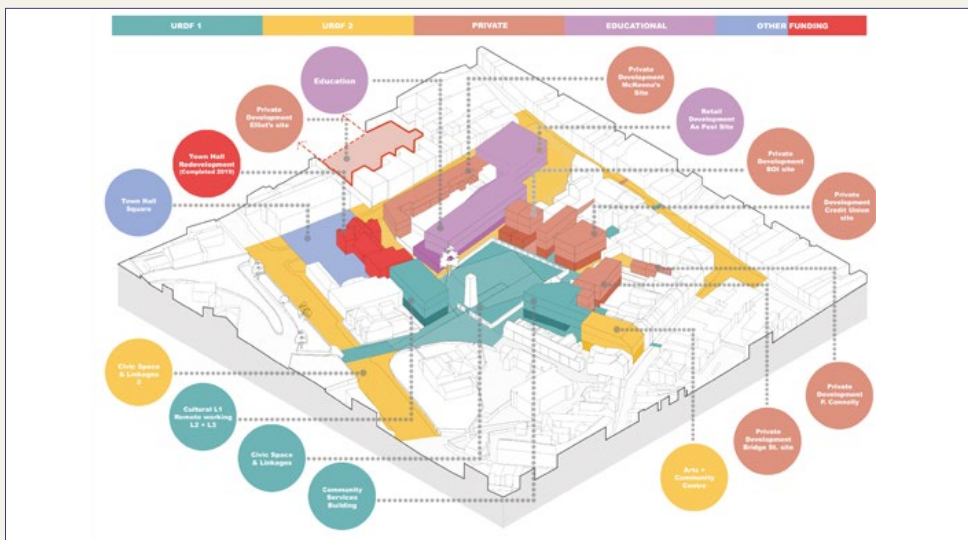 URDF 1
URDF 2
PRIVATE
EDUCATIONAL
OTHER FUNDING
Education
Private
Development
McKenna's
Site
Private
Development
Elliot's site
Retail
Development
An Post Site
Town Hall
Redevelopment
(Completed 2019)
Private
Development
BOI site
Town Hall
Square
Private
Development
Credit Union
site
Civic Space
& Linkages
2
Private
Development
P. Connolly
Cultural L1
Remote working
L2 + L3
Private
Development
Bridge St. site
Civic Space
& Linkages
Arts +
Community
Centre
Community
Services
Building